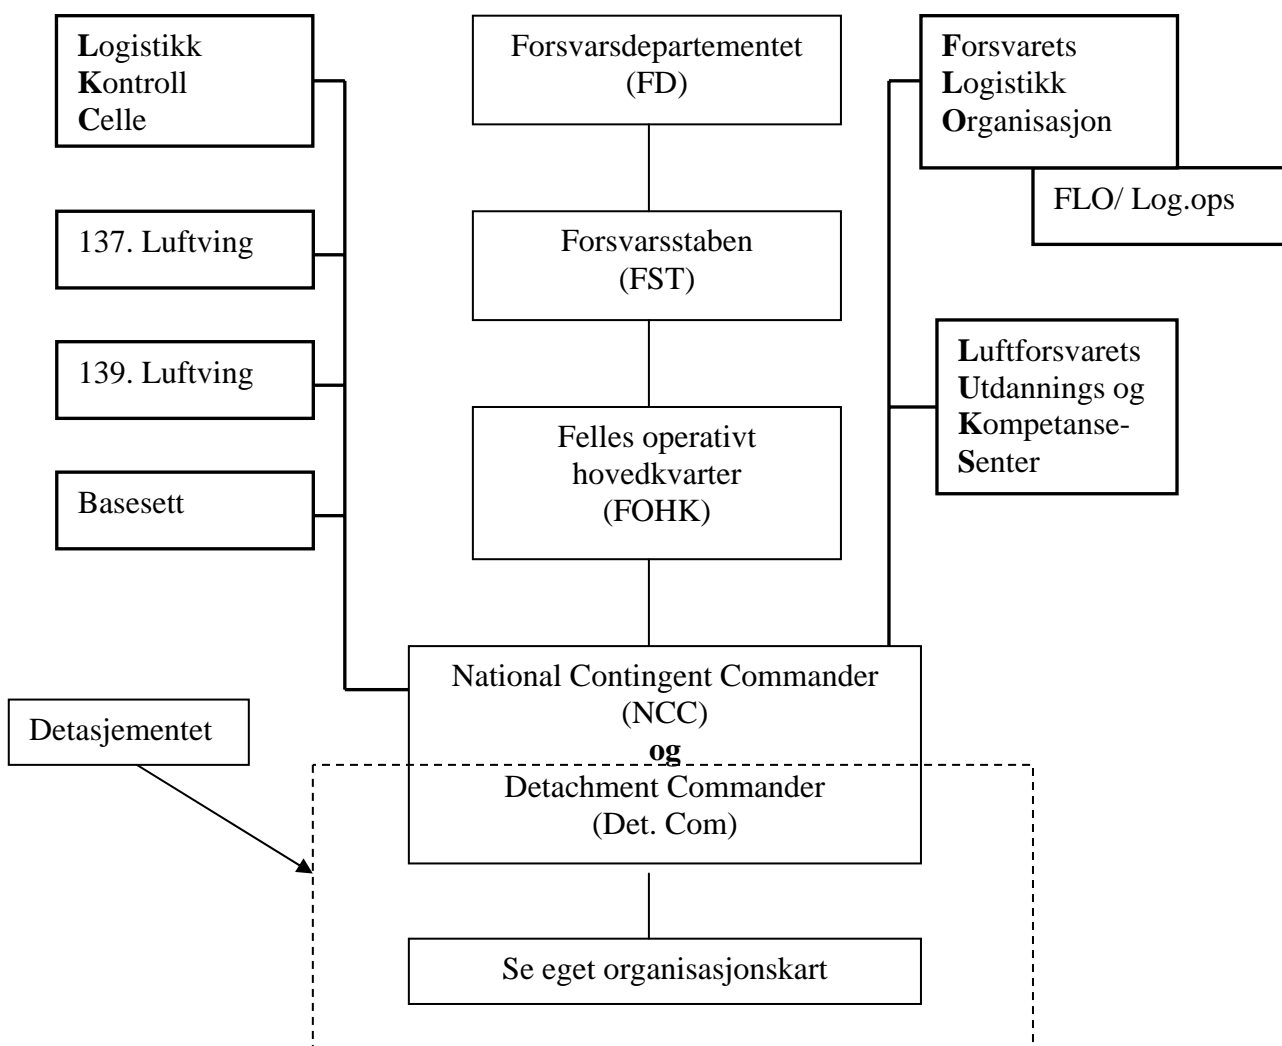 Logistikk
Kontroll
Celle
Forsvarsdepartementet
(FD)
Forsvarets
Logistikk
Organisasjon
FLO/ Log.ops
137. Luftving
Forsvarsstaben
(FST)
139. Luftving
Luftforsvarets
Utdannings og
Kompetanse-
Senter
Felles operativt
hovedkvarter
(FOHK)
Basesett
National Contingent Commander
(NCC)
og
Detachment Commander
(Det. Com)
Detasjementet
Se eget organisasjonskart